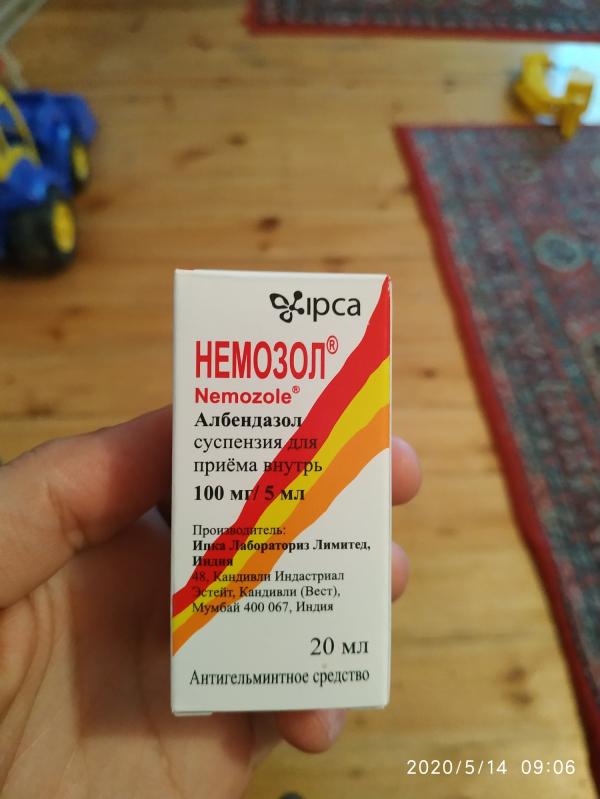 ipca
НЕМОЗОЛ®
Nemozole®
Албендазол
суспензия для
приёма внутрь
100 мг/ 5 мл
Производитель:
Ипка Лабораториз Лимитед,
Индия
48, Кандивли Индастриал
Эстейт, Кандивли (Вест),
Мумбай 400 067, Индия
20 мл
Антигельминтное средство
2020/5/14 09:06